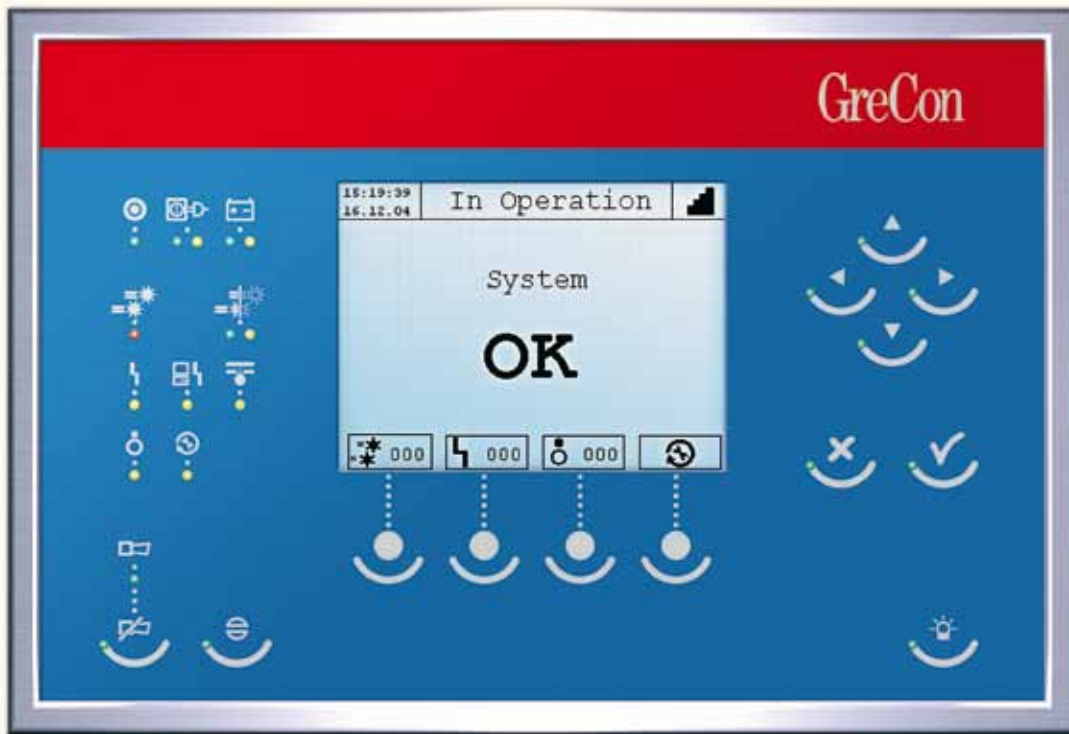 GreCon
15:19:39
16.12.04
In Operation
System
OK
000
000
000